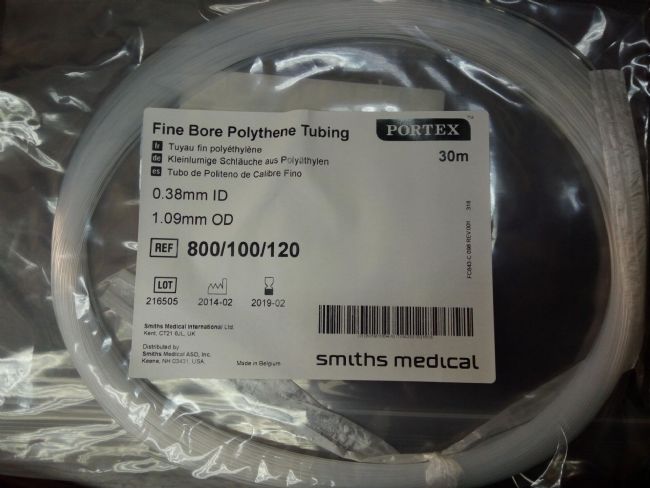 Fine Bore Polythene Tubing
PORTEX
fr Tuyau fin polyéthylène
de Kleinlumige Schläuche aus Polyäthylen
es Tubo de Politeno de Calibre Fino
30m
0.38mm ID
1.09mm OD
REF 800/100/120
LOT
216505 2014-02 2019-02
Smiths Medical International Ltd.
Kent, CT21 6JL, UK
Distributed by
Smiths Medical ASD, Inc.
Keene, NH 03431, USA.
Made in Belgium
smiths medical
318